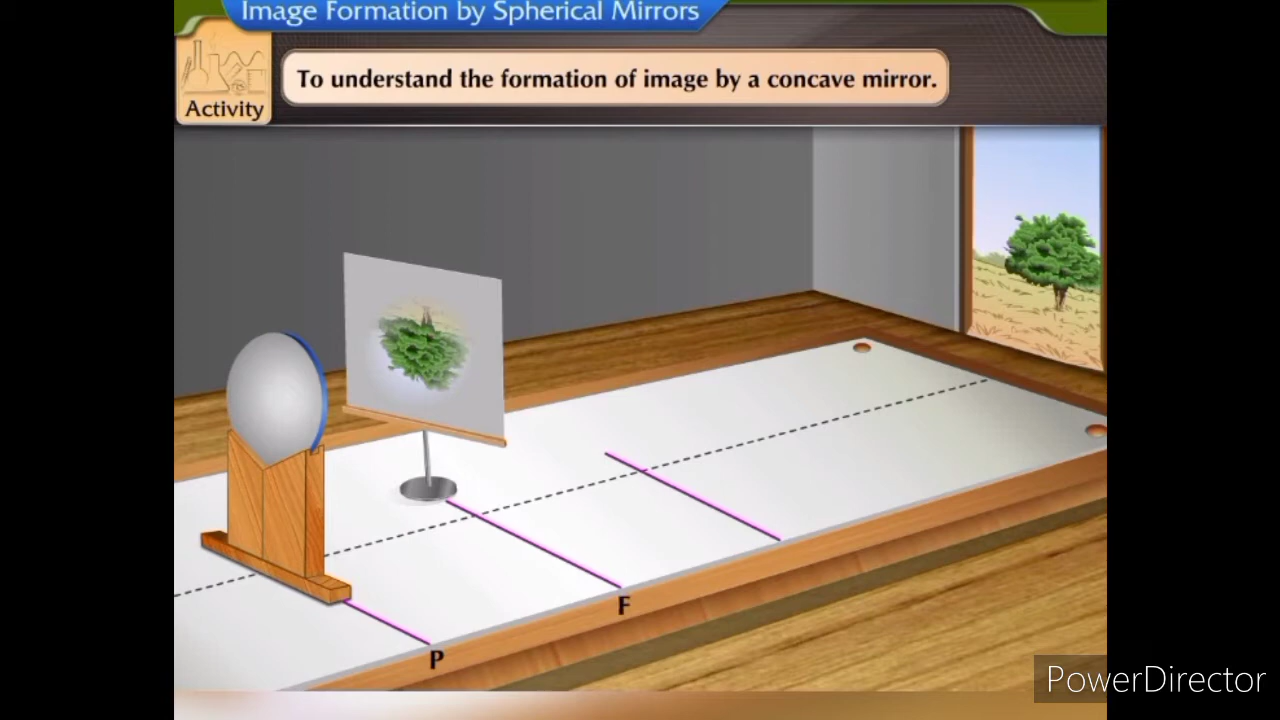 Image Formation by Spherical Mirrors
Activity
To understand the formation of image by a concave mirror.
F
P
PowerDirector